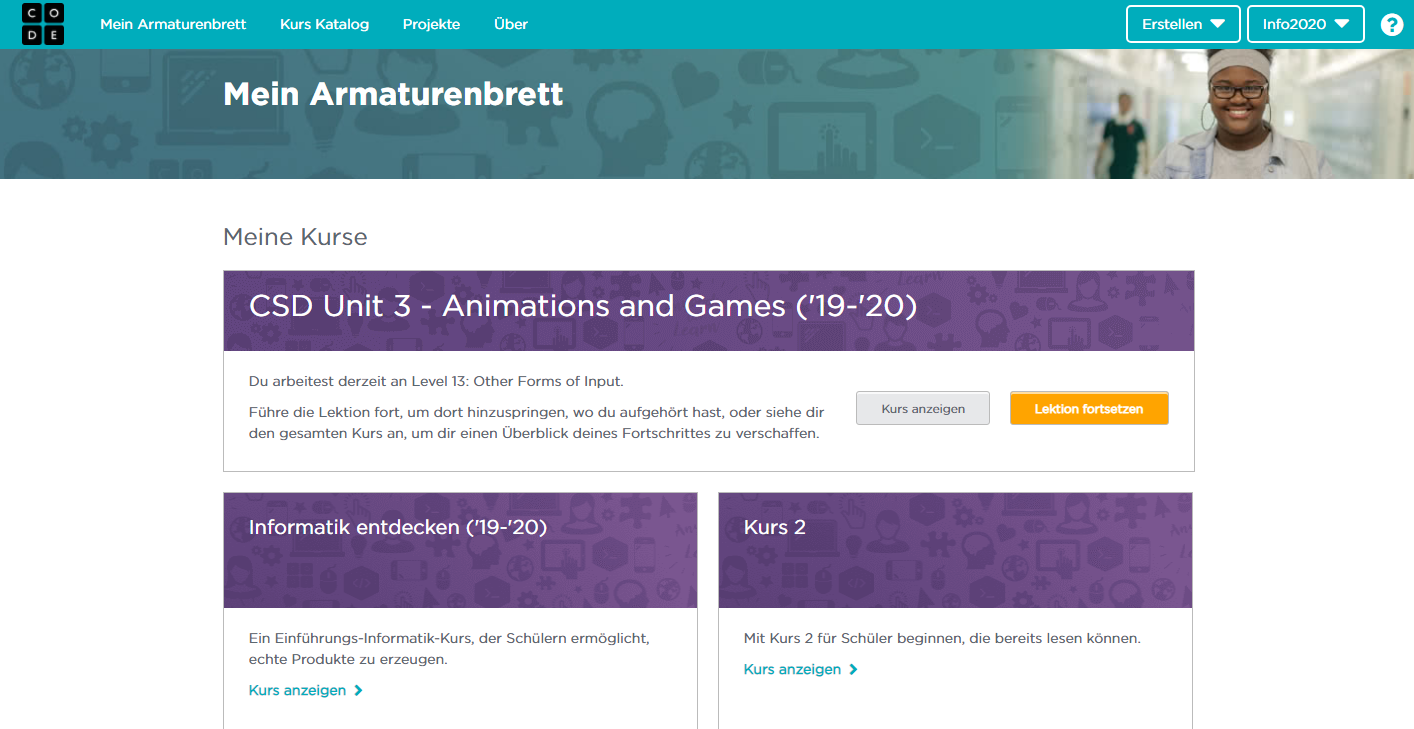 C O
D E
Mein Armaturenbrett
Kurs Katalog
Projekte
Über
Erstellen
Info2020
?
Mein Armaturenbrett
Meine Kurse
CSD Unit 3 - Animations and Games ('19-'20)
Du arbeitest derzeit an Level 13: Other Forms of Input.
Führe die Lektion fort, um dort hinzuspringen, wo du aufgehört hast, oder siehe dir
den gesamten Kurs an, um dir einen Überblick deines Fortschrittes zu verschaffen.
Kurs anzeigen
Lektion fortsetzen
Informatik entdecken ('19-'20)
Ein Einführungs-Informatik-Kurs, der Schülern ermöglicht,
echte Produkte zu erzeugen.
Kurs anzeigen
Kurs 2
Mit Kurs 2 für Schüler beginnen, die bereits lesen können.
Kurs anzeigen